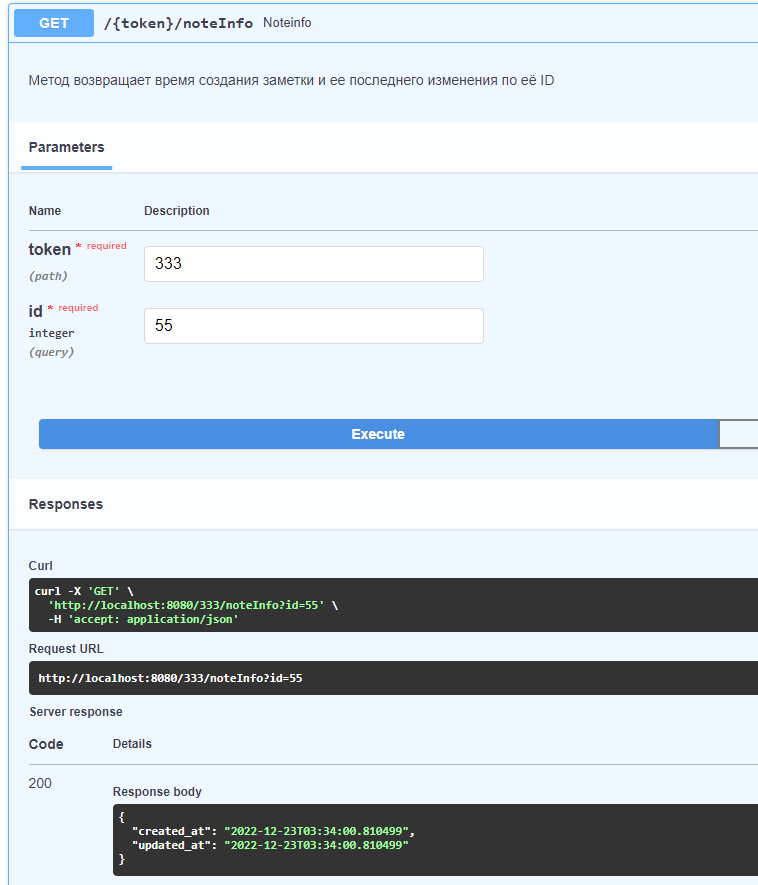 GET /{token}/noteInfo Noteinfo
Метод возвращает время создания заметки и ее последнего изменения по её ID
Parameters
Name Description
token * required
(path)
333
id * required
integer
(query)
55
Execute
Responses
Curl
curl -X 'GET' \
'http://localhost:8080/333/noteInfo?id=55' \
-H 'accept: application/json'
Request URL
http://localhost:8080/333/noteInfo?id=55
Server response
Code Details
200
Response body
{
"created_at": "2022-12-23T03:34:00.810499",
"updated_at": "2022-12-23T03:34:00.810499"
}